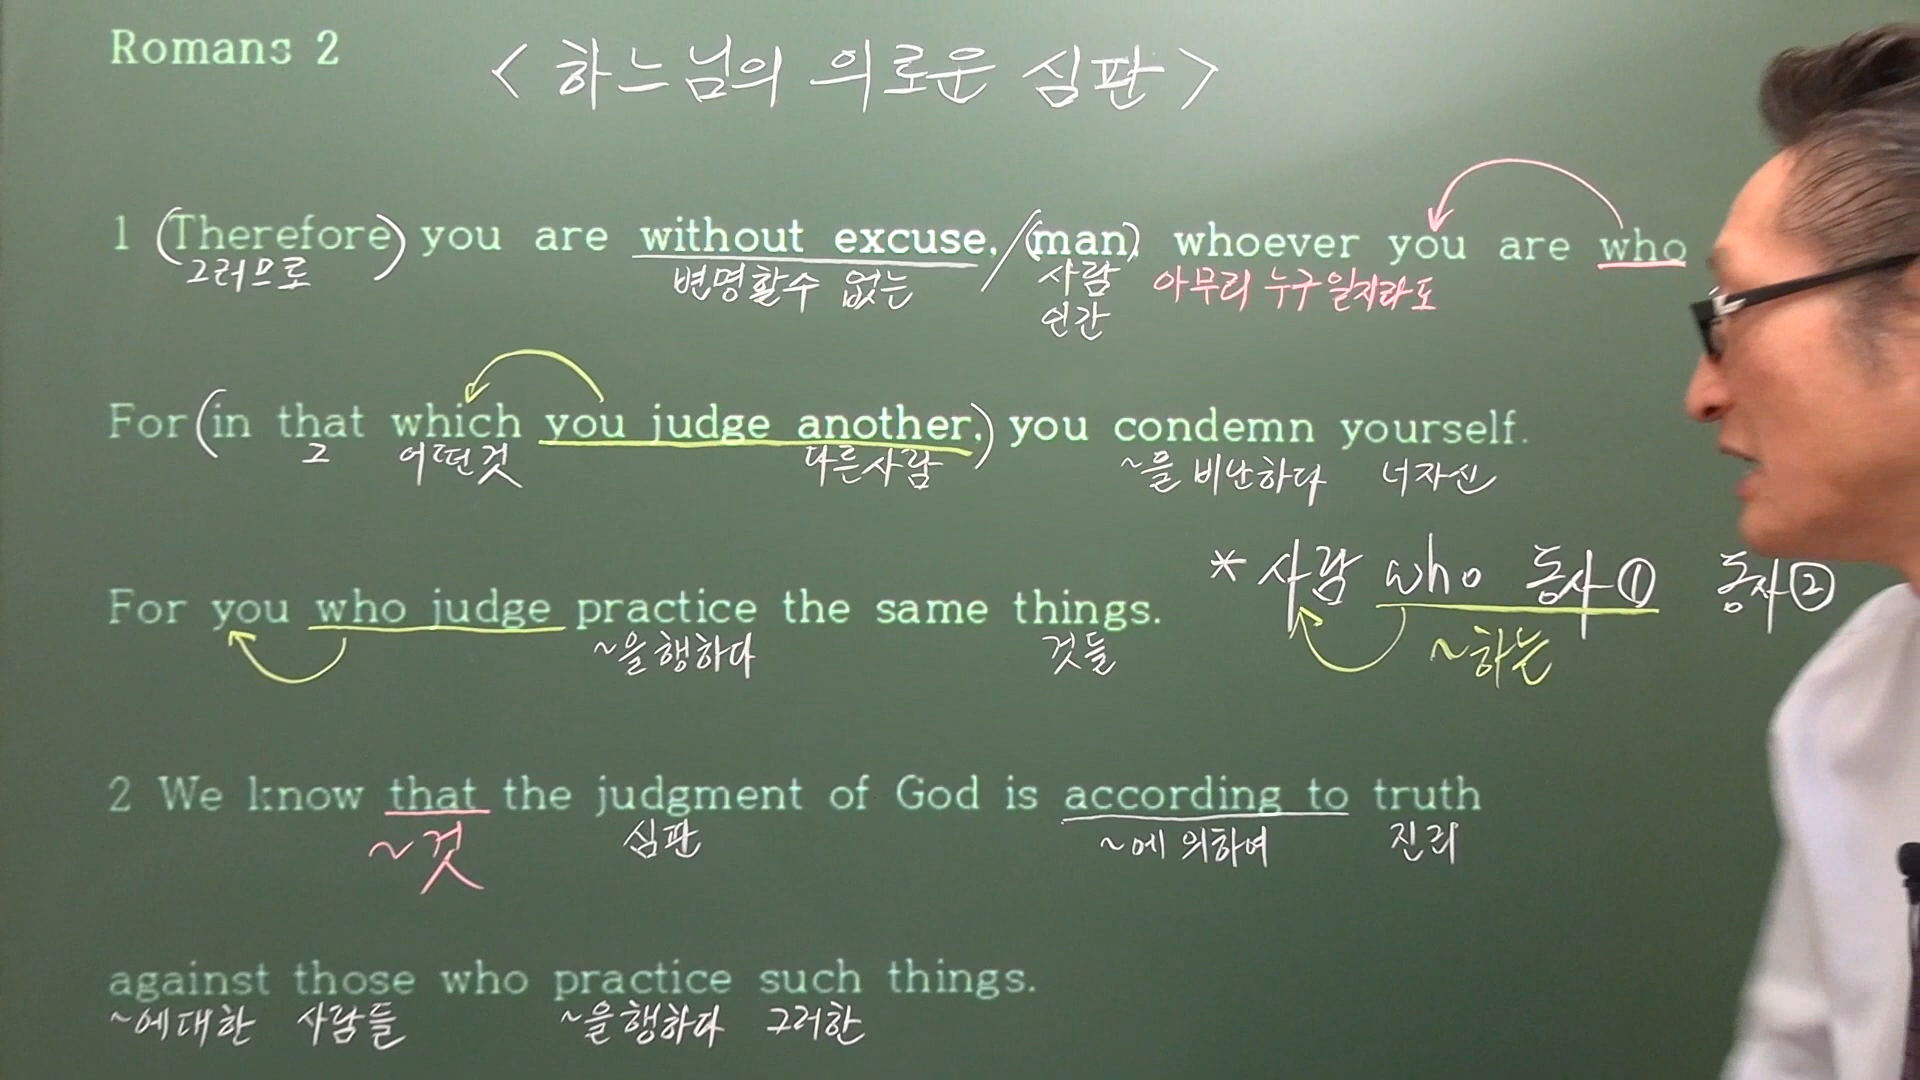 Romans 2
< 하느님의 의로운 심판 >
1 (Therefore) you are without excuse, / (man), whoever you are who
그러므로 변명할수 없는 사람 아무리 누구일지라도
인간
For (in that which you judge another,) you condemn yourself.
그 어떤것 다른사람 ~을 비난하다 너자신
* 사람 who 동사① 동사②
For you who judge practice the same things.
~을 행하다 것들 ~하는
2 We know that the judgment of God is according to truth
~것 심판 ~에 의하여 진리
against those who practice such things.
~에대한 사람들 ~을 행하다 그러한